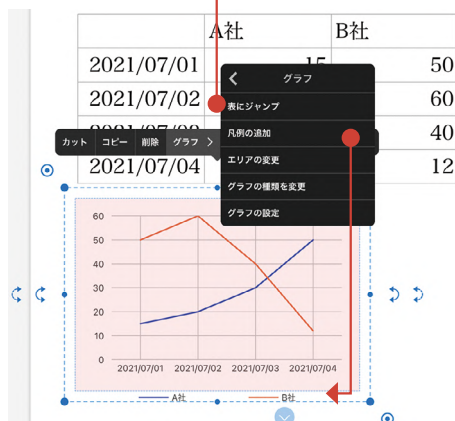 A社 B社
2021/07/01 15 50
2021/07/02 60
40
2021/07/04 12
グラフ
表にジャンプ
凡例の追加
エリアの変更
グラフの種類を変更
グラフの設定
カット コピー 削除 グラフ
60
50
40
30
20
10
0
2021/07/01 2021/07/02 2021/07/03 2021/07/04
A社 B社